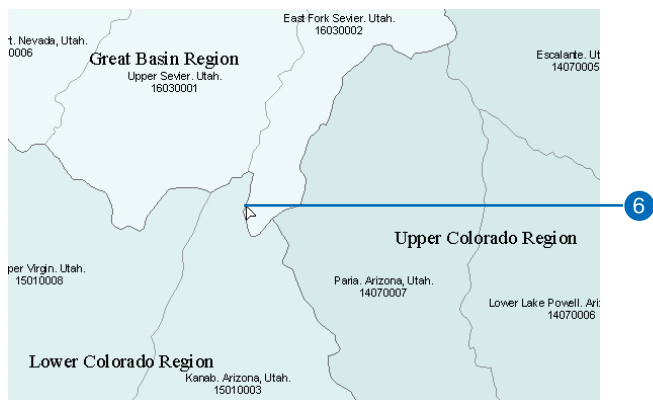 East Fork Sevier. Utah.
16030002
rt. Nevada, Utah.
0006
Great Basin Region
Upper Sevier. Utah.
16030001
Escalante. Ut
14070005
6
Upper Colorado Region
per Virgin. Utah.
15010008
Paria. Arizona, Utah.
14070007
Lower Lake Powell. Ari
14070006
Lower Colorado Region
Kanab. Arizona, Utah.
15010003